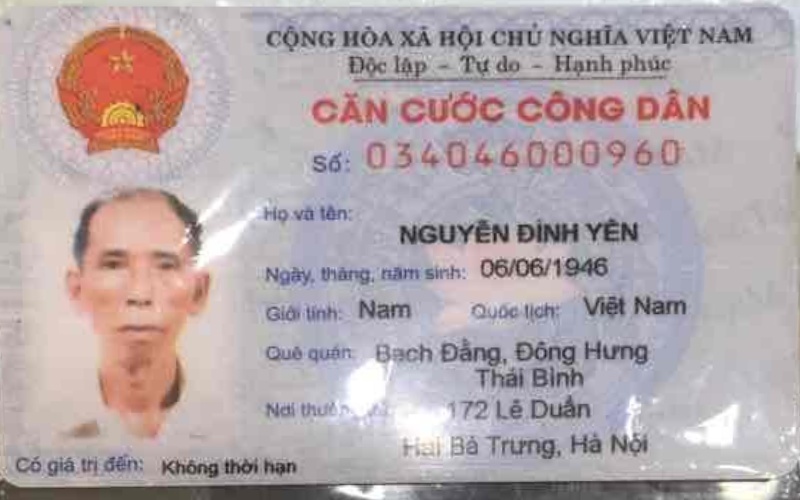 CỘNG HÒA XÃ HỘI CHỦ NGHĨA VIỆT NAM
Độc lập - Tự do - Hạnh phúc
CĂN CƯỚC CÔNG DÂN
Số: 034046000960
Họ và tên:
NGUYỄN ĐÌNH YÊN
Ngày, tháng, năm sinh: 06/06/1946
Giới tính: Nam Quốc tịch: Việt Nam
Quê quán: Bạch Đằng, Đông Hưng
Thái Bình
Nơi thường 172 Lê Duẩn
Hai Bà Trưng, Hà Nội
Có giá trị đến: Không thời hạn